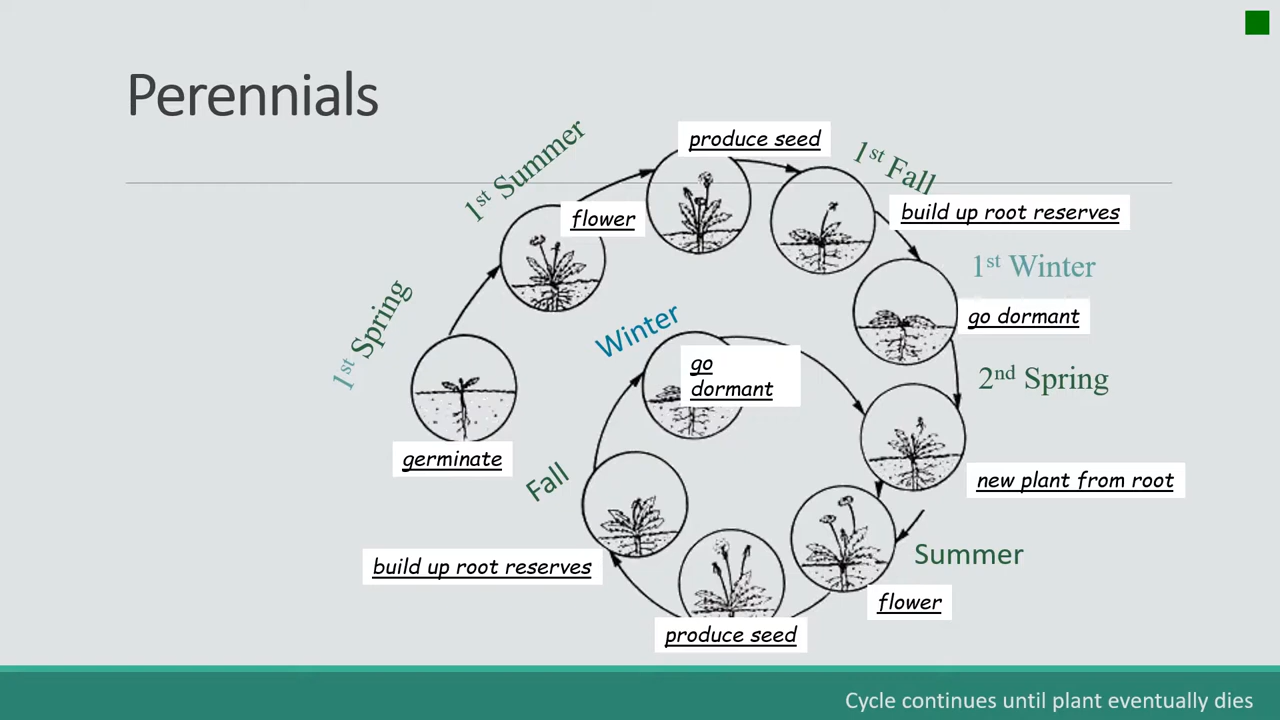 Perennials
1st Spring
germinate
1st Summer
flower
produce seed
1st Fall
build up root reserves
1st Winter
go dormant
2nd Spring
new plant from root
Summer
flower
produce seed
Fall
build up root reserves
Winter
go
dormant
Cycle continues until plant eventually dies